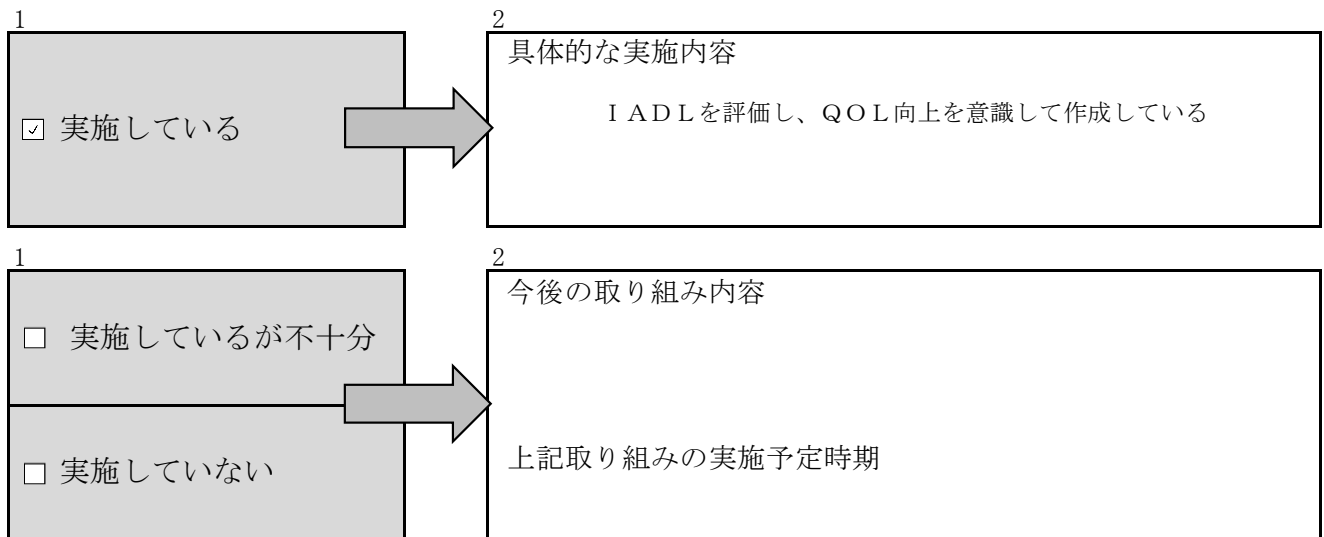 1
2
☑ 実施している
具体的な実施内容
ＩＡＤＬを評価し、ＱＯＬ向上を意識して作成している
1
2
☐ 実施しているが不十分
☐ 実施していない
今後の取り組み内容
上記取り組みの実施予定時期